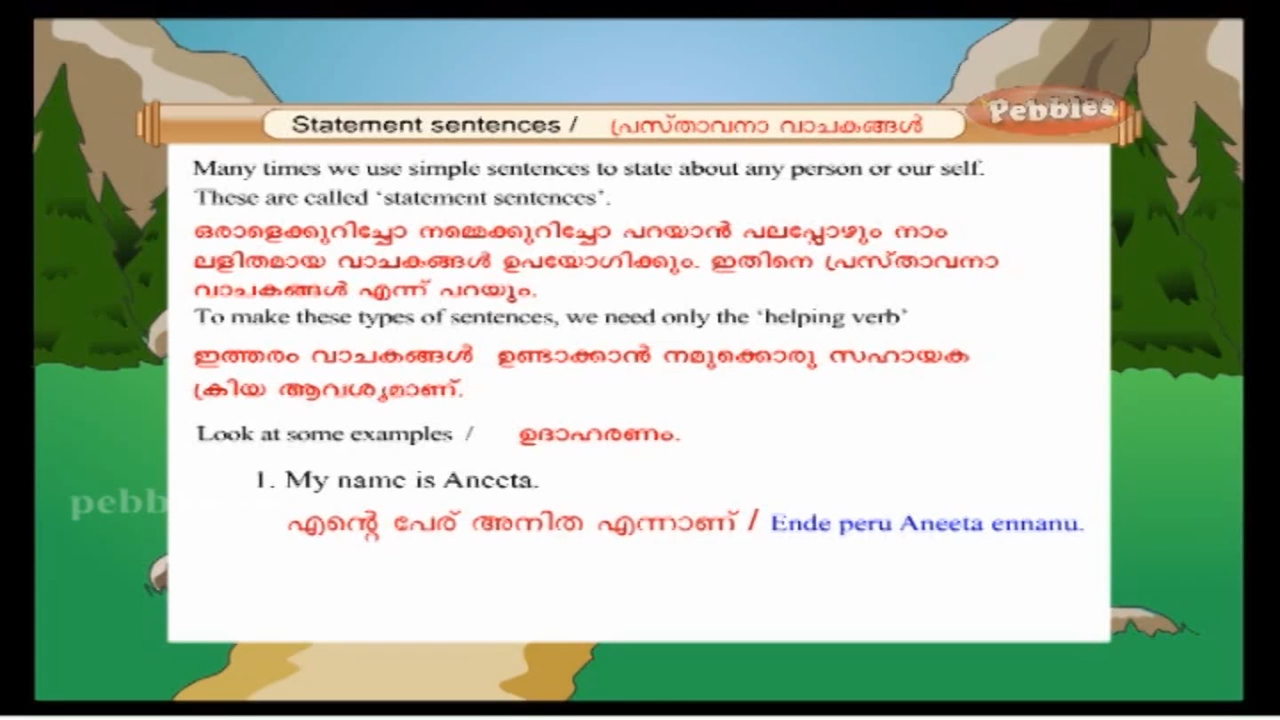 Statement sentences / പ്രസ്താവനാ വാചകങ്ങൾ
Pebbles
Many times we use simple sentences to state about any person or our self.
These are called ‘statement sentences’.
ഒരാളെക്കുറിച്ചോ നമ്മെക്കുറിച്ചോ പറയാൻ പലപ്പോഴും നാം
ലളിതമായ വാചകങ്ങൾ ഉപയോഗിക്കും. ഇതിനെ പ്രസ്താവനാ
വാചകങ്ങൾ എന്ന് പറയും.
To make these types of sentences, we need only the ‘helping verb’
ഇത്തരം വാചകങ്ങൾ ഉണ്ടാക്കാൻ നമുക്കൊരു സഹായക
ക്രിയ ആവശ്യമാണ്.
Look at some examples / ഉദാഹരണം.
1. My name is Aneeta.
എന്റെ പേര് അനിത എന്നാണ് / Ende peru Aneeta ennanu.